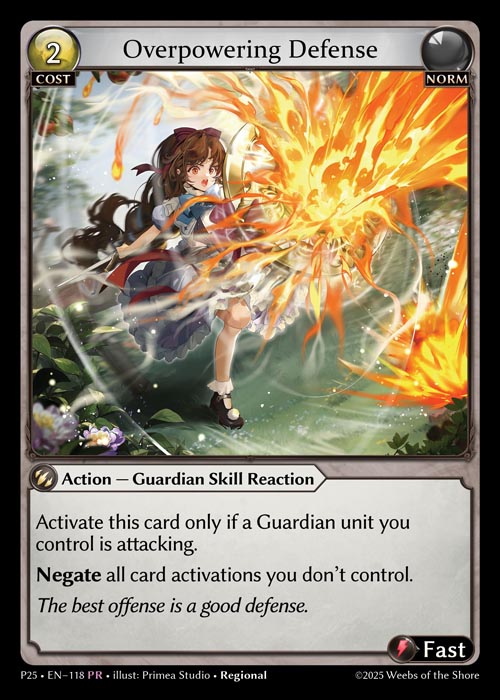 2
COST
Overpowering Defense
NORM
Action — Guardian Skill Reaction
Activate this card only if a Guardian unit you
control is attacking.
Negate all card activations you don't control.
The best offense is a good defense.
Fast
P25 • EN–118 PR • illust: Primea Studio • Regional
©2025 Weebs of the Shore